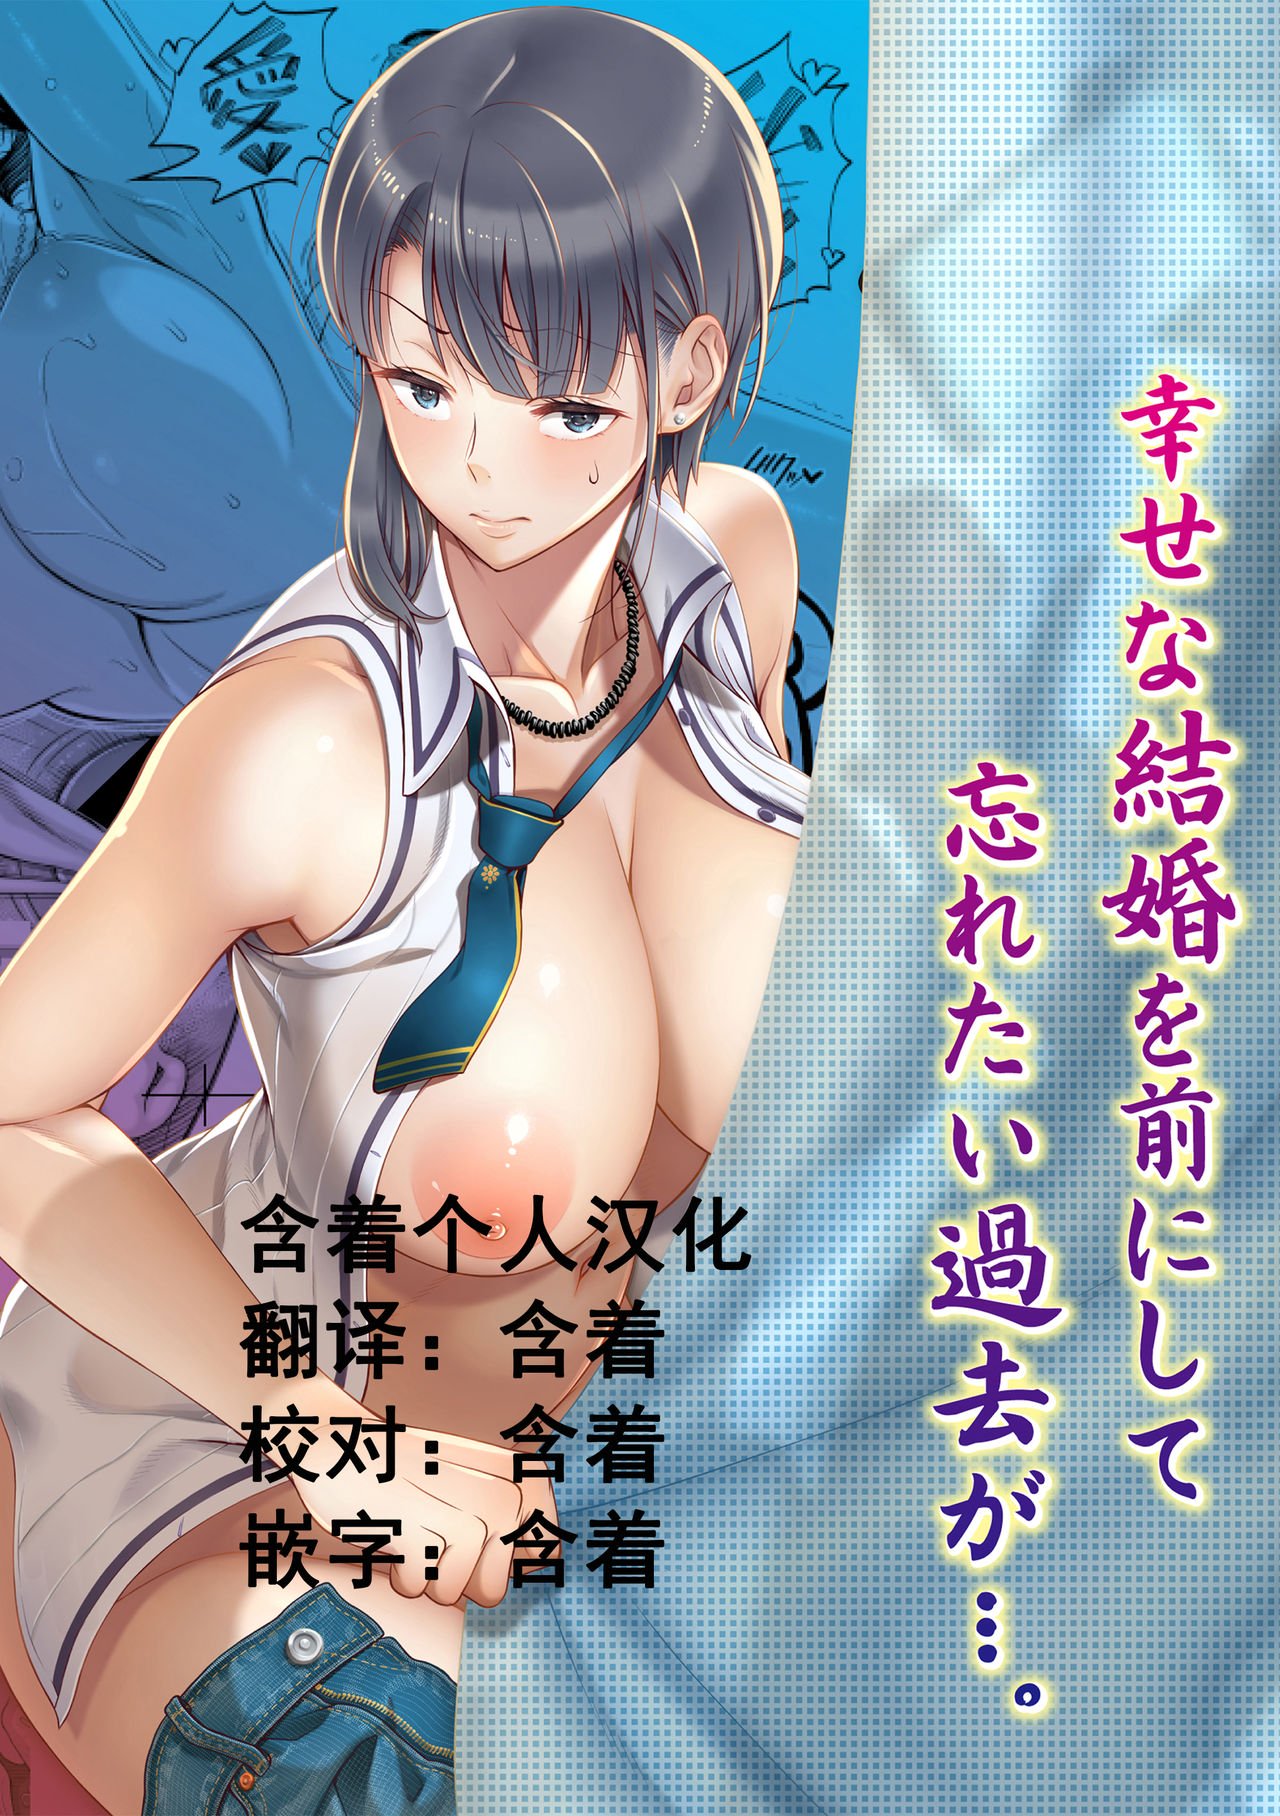 幸せな結婚を前にして
忘れたい過去が…。
愛♥
含着个人汉化
翻译：含着
校对：含着
嵌字：含着